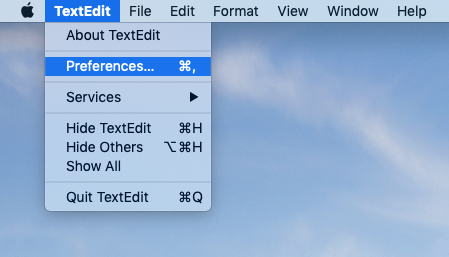 TextEdit File Edit Format View Window Help
About TextEdit
Preferences... ⌘,
Services ▶
Hide TextEdit ⌘H
Hide Others ⌥⌘H
Show All
Quit TextEdit ⌘Q